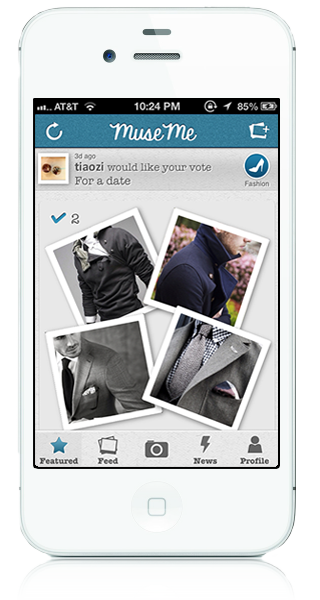 AT&T 10:24 PM 85%
Muse Me
3d ago
tiaozi would like your vote
For a date
Fashion
2
Featured Feed News Profile